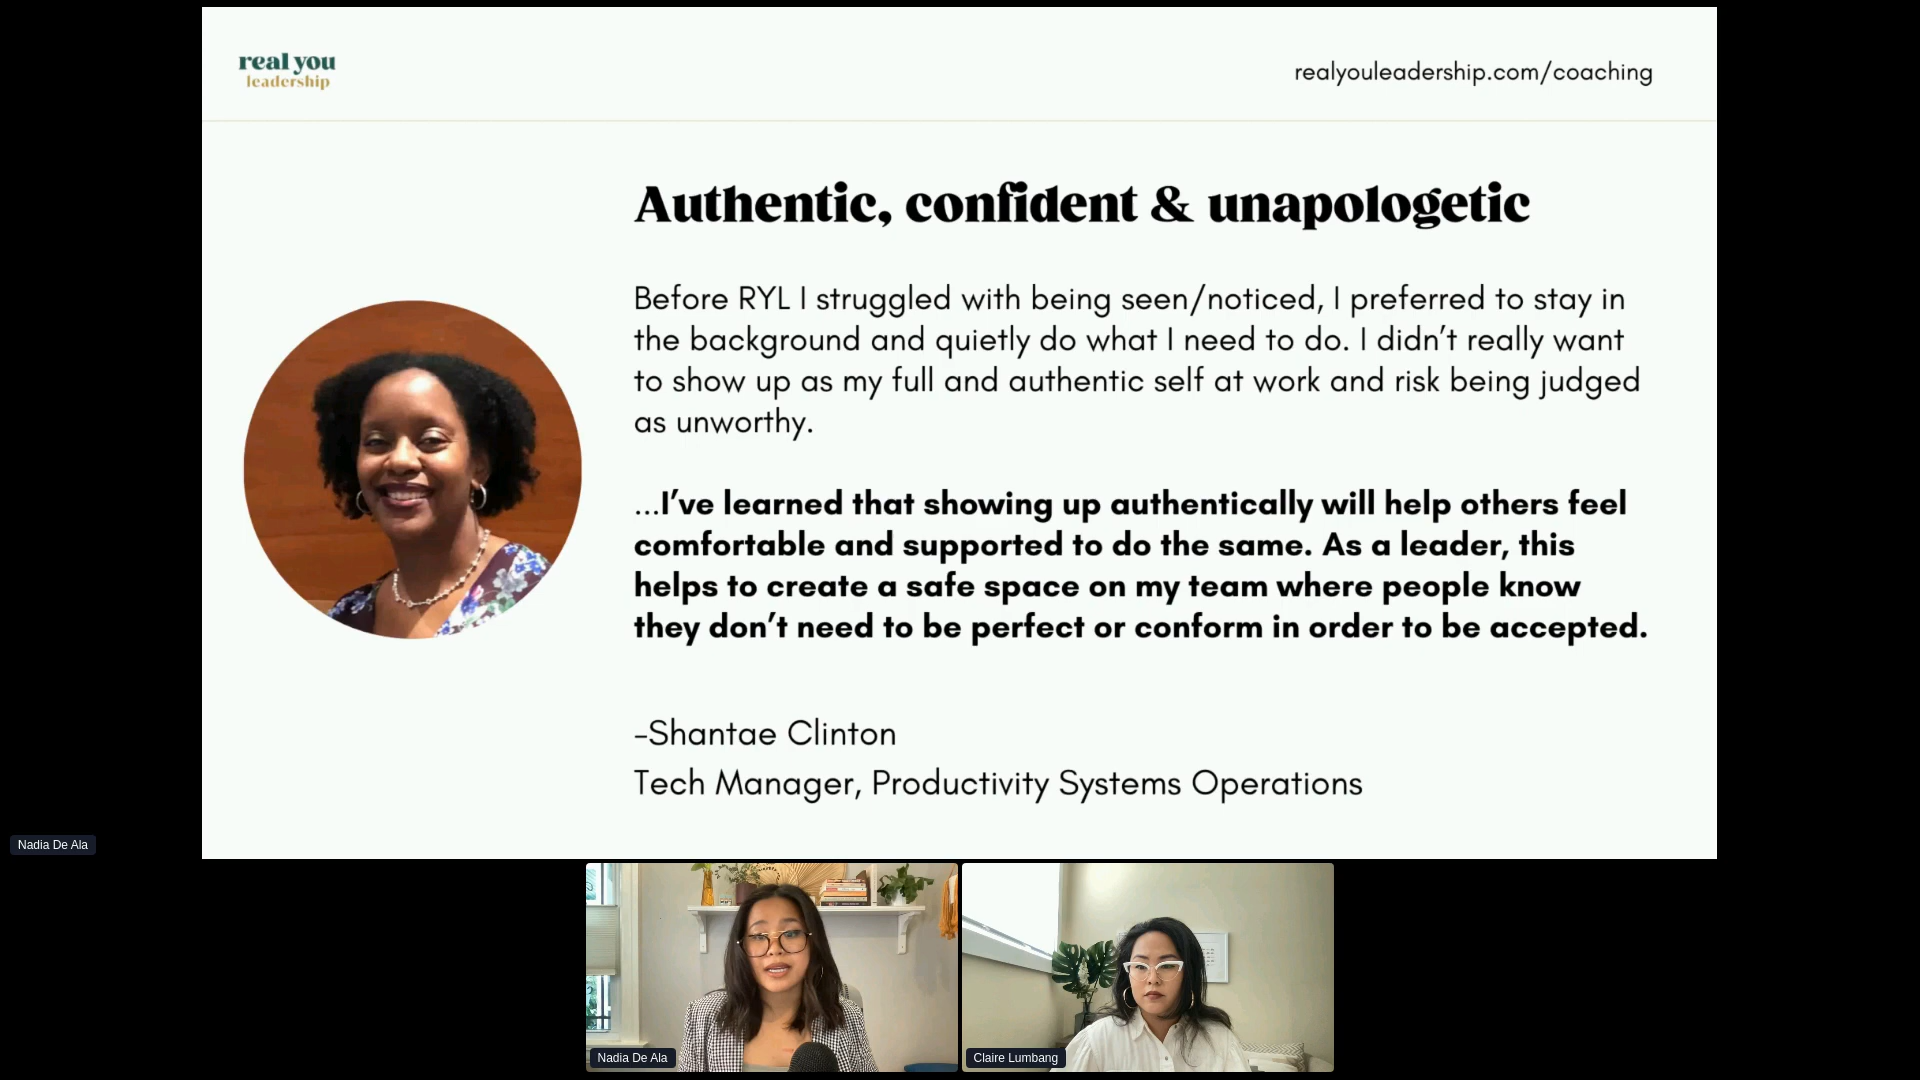 real you
leadership
realyouleadership.com/coaching
Authentic, confident & unapologetic
Before RYL I struggled with being seen/noticed, I preferred to stay in
the background and quietly do what I need to do. I didn’t really want
to show up as my full and authentic self at work and risk being judged
as unworthy.
...I’ve learned that showing up authentically will help others feel
comfortable and supported to do the same. As a leader, this
helps to create a safe space on my team where people know
they don’t need to be perfect or conform in order to be accepted.
-Shantae Clinton
Tech Manager, Productivity Systems Operations
Nadia De Ala
Nadia De Ala
Claire Lumbang